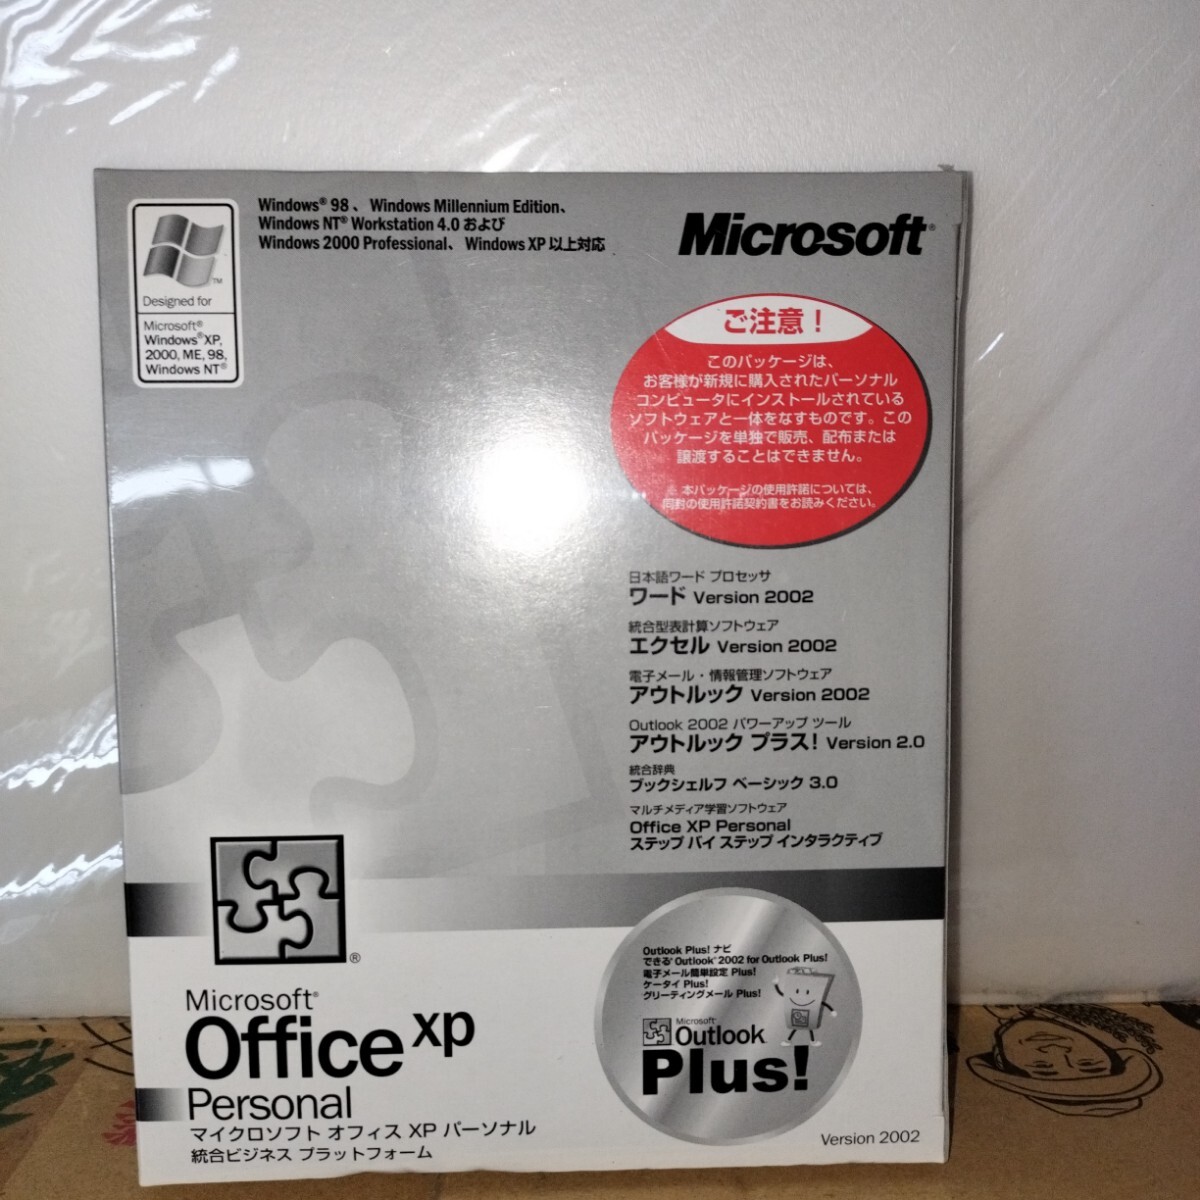 Windows® 98、 Windows Millennium Edition、
Windows NT® Workstation 4.0 および
Windows 2000 Professional、 Windows XP 以上対応
Microsoft®
TM
Designed for
Microsoft®
Windows®XP,
2000, ME, 98,
Windows NT®
ご注意！
このパッケージは、
お客様が新規に購入されたパーソナル
コンピュータにインストールされている
ソフトウェアと一体をなすものです。この
パッケージを単独で販売、配布または
譲渡することはできません。
※ 本パッケージの使用許諾については、
同封の使用許諾契約書をお読みください。
日本語ワード プロセッサ
ワード Version 2002
統合型表計算ソフトウェア
エクセル Version 2002
電子メール・情報管理ソフトウェア
アウトルック Version 2002
Outlook 2002 パワーアップ ツール
アウトルック プラス! Version 2.0
統合辞典
ブックシェルフ ベーシック 3.0
マルチメディア学習ソフトウェア
Office XP Personal
ステップ バイ ステップ インタラクティブ
®
Microsoft®
Office xp
Personal
マイクロソフト オフィス XP パーソナル
統合ビジネス プラットフォーム
Outlook Plus! ナビ
できる® Outlook® 2002 for Outlook Plus!
電子メール簡単設定 Plus!
ケータイ Plus!
グリーティングメール Plus!
Microsoft®
Outlook
Plus!
Version 2002